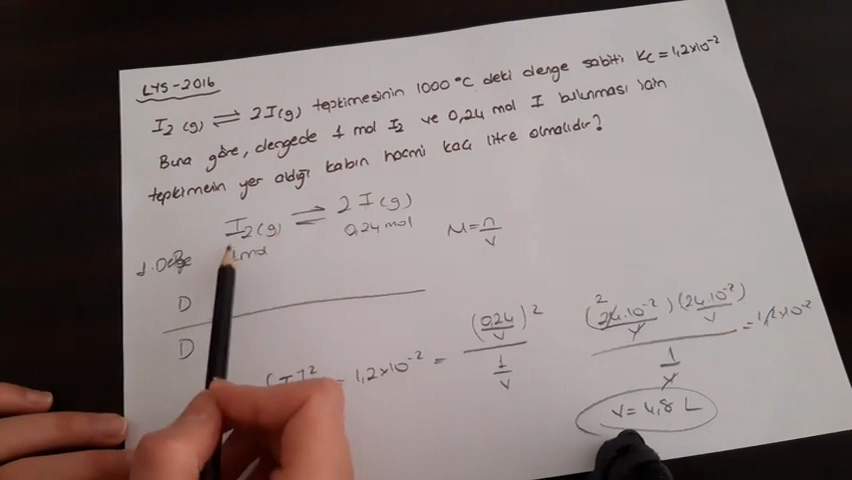 LYS-2016
I₂ (g) ⇌ 2I(g) tepkimesinin 1000 °C deki denge sabiti Kc = 1,2x10⁻²
Buna göre, dengede 1 mol I₂ ve 0,24 mol I bulunması için
tepkimenin yer aldığı kabın hacmi kaç litre olmalıdır?
I₂(g) ⇌ 2I(g)
1mol 0,24 mol M=n/V
D
D
= 1,2x10⁻² = (0,24/V)² / (1/V)
(24.10⁻²/V)(24.10⁻²/V) / (1/V) = 1,2x10⁻²
2
V=4,8 L